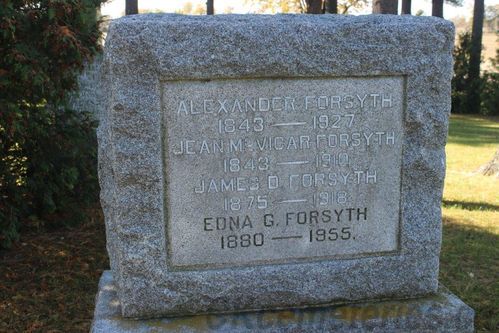 ALEXANDER FORSYTH
1843 — 1927.
JEAN McVICAR FORSYTH
1843 — 1910.
JAMES D. FORSYTH
1875 — 1918.
EDNA G. FORSYTH
1880 — 1955.